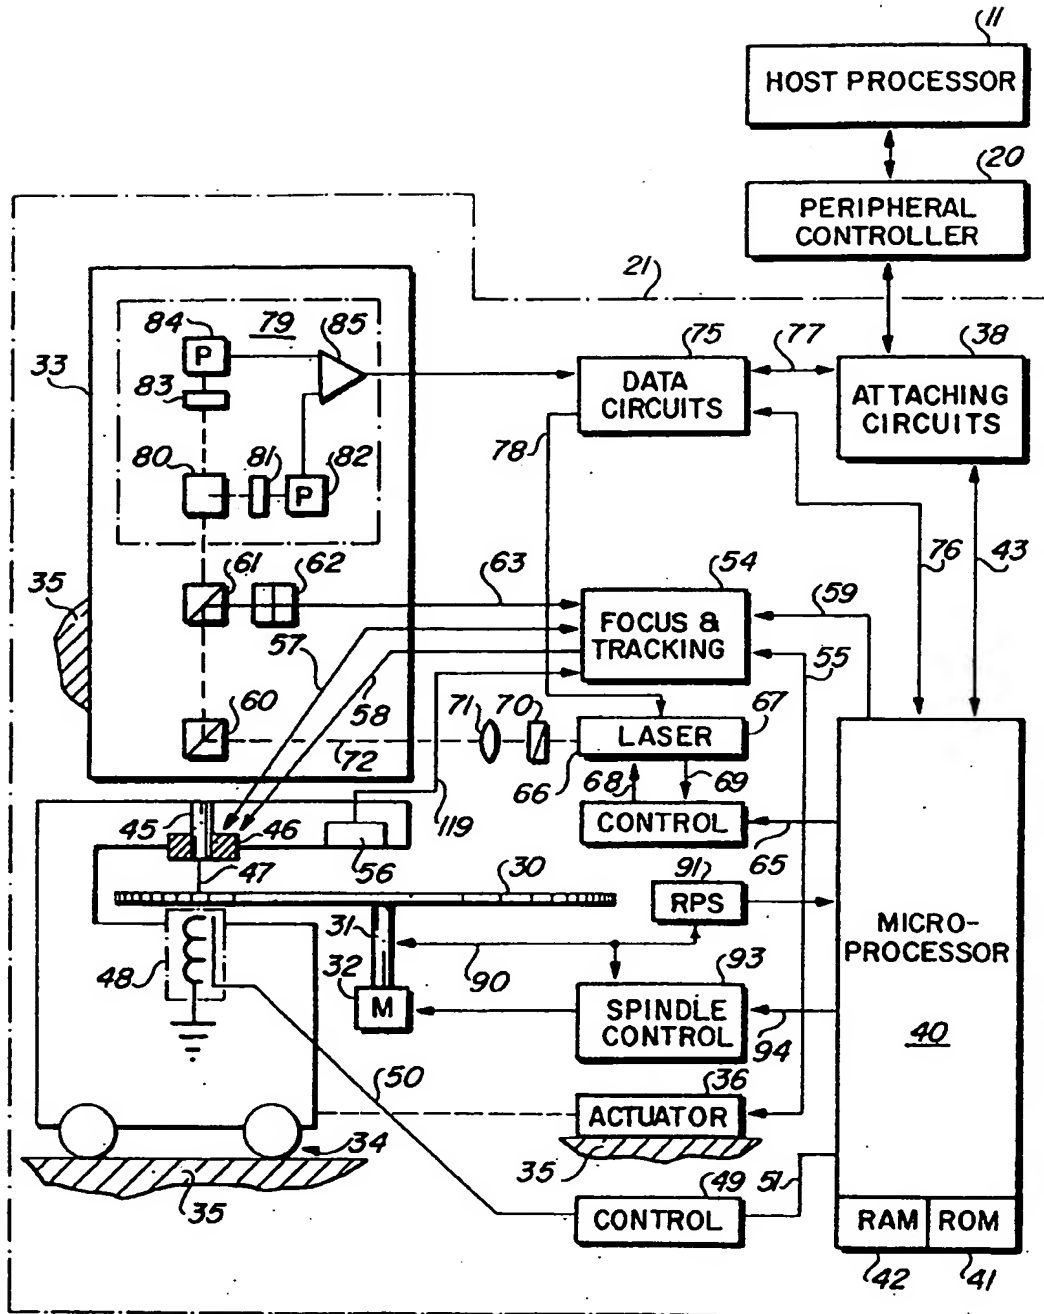 11
HOST PROCESSOR
20
PERIPHERAL
CONTROLLER
21
84
79
85
P
33
83
75
77
38
DATA
CIRCUITS
ATTACHING
CIRCUITS
78
80
81
82
P
76
43
61
62
63
54
59
35
FOCUS &
TRACKING
57
58
55
60
71
70
67
72
LASER
66
68
69
45
46
119
CONTROL
65
56
47
30
91
RPS
31
MICRO-
PROCESSOR
48
32
90
93
M
SPINDLE
CONTROL
94
40
50
36
ACTUATOR
34
35
35
49
51
CONTROL
RAM
ROM
42
41